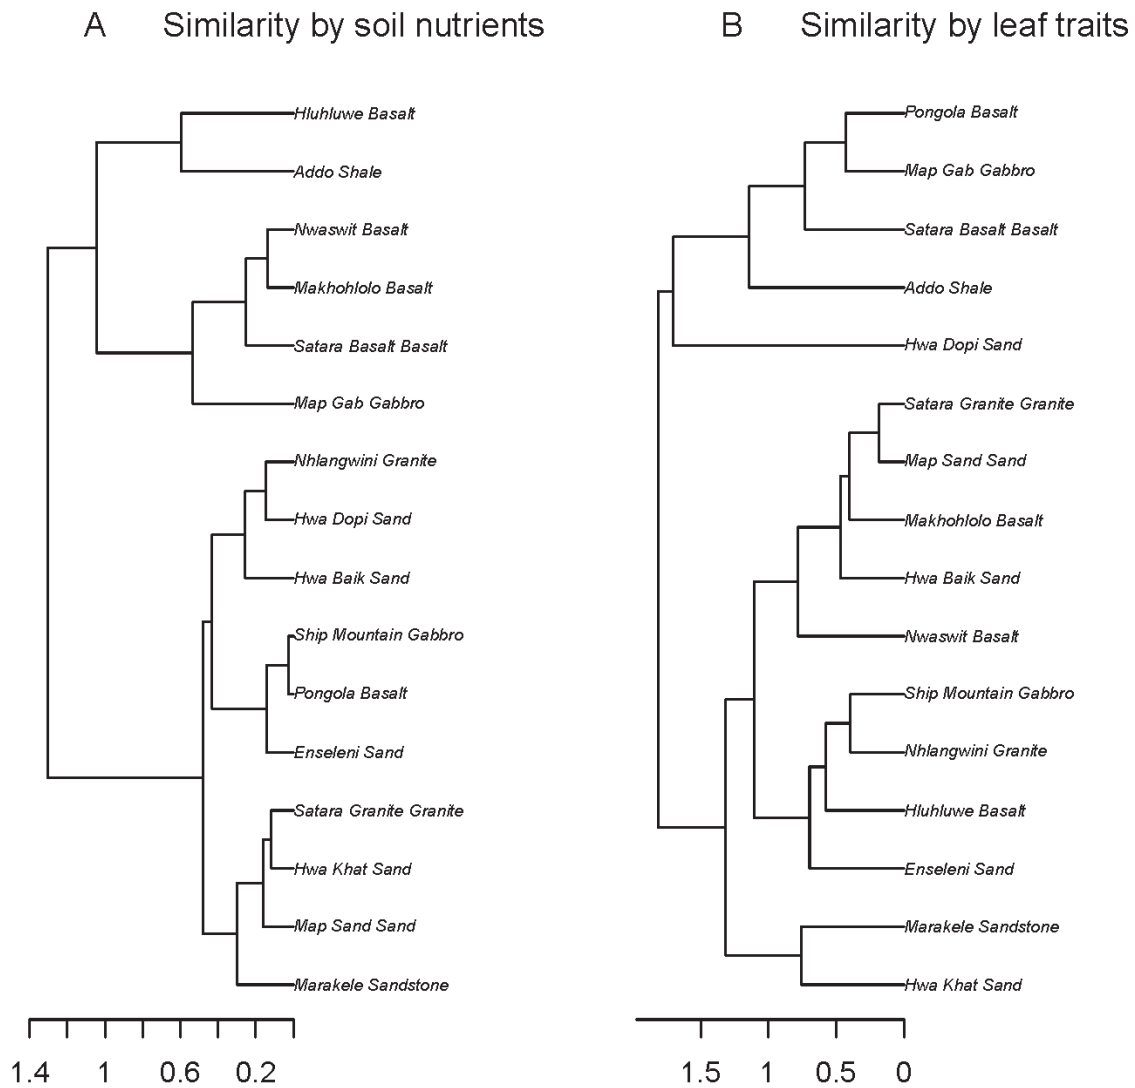 A Similarity by soil nutrients
Hluhluwe Basalt
Addo Shale
Nwaswit Basalt
Makhohlolo Basalt
Satara Basalt Basalt
Map Gab Gabbro
Nhlangwini Granite
Hwa Dopi Sand
Hwa Baik Sand
Ship Mountain Gabbro
Pongola Basalt
Enseleni Sand
Satara Granite Granite
Hwa Khat Sand
Map Sand Sand
Marakele Sandstone
1.4 1 0.6 0.2
B Similarity by leaf traits
Pongola Basalt
Map Gab Gabbro
Satara Basalt Basalt
Addo Shale
Hwa Dopi Sand
Satara Granite Granite
Map Sand Sand
Makhohlolo Basalt
Hwa Baik Sand
Nwaswit Basalt
Ship Mountain Gabbro
Nhlangwini Granite
Hluhluwe Basalt
Enseleni Sand
Marakele Sandstone
Hwa Khat Sand
1.5 1 0.5 0